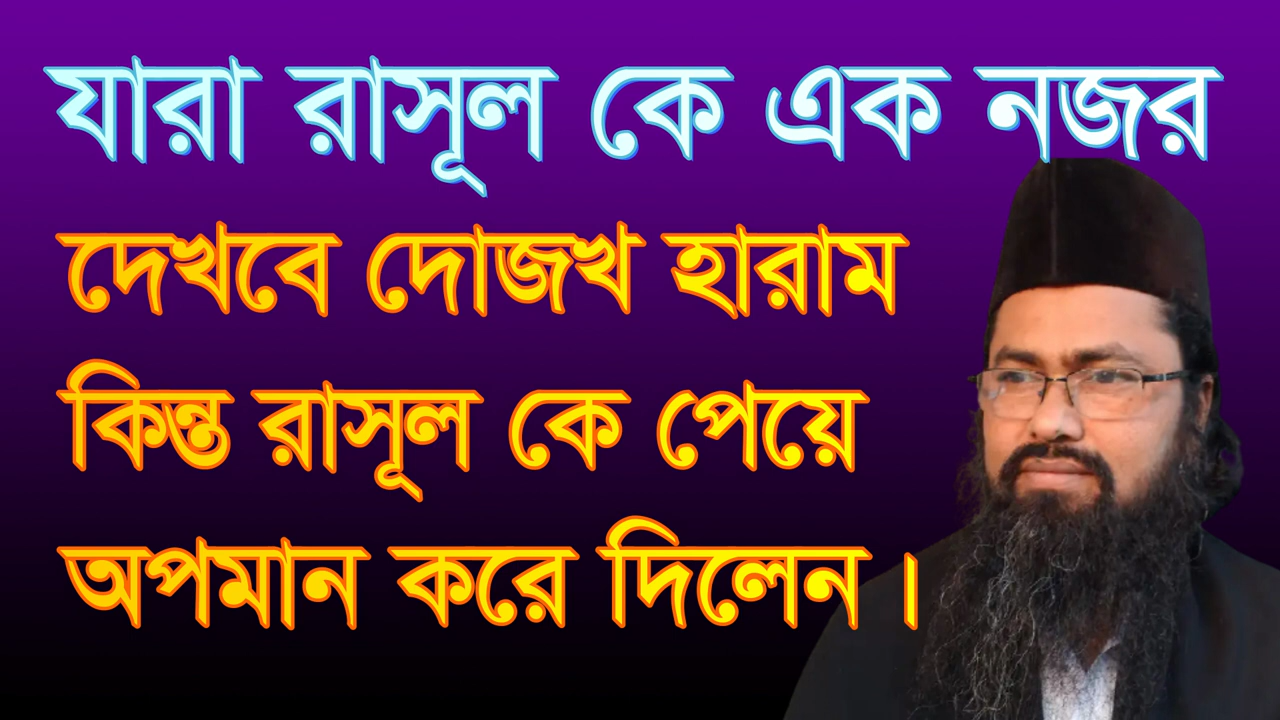 যারা রাসূল কে এক নজর
দেখবে দোজখ হারাম
কিন্তু রাসূল কে পেয়ে
অপমান করে দিলেন।